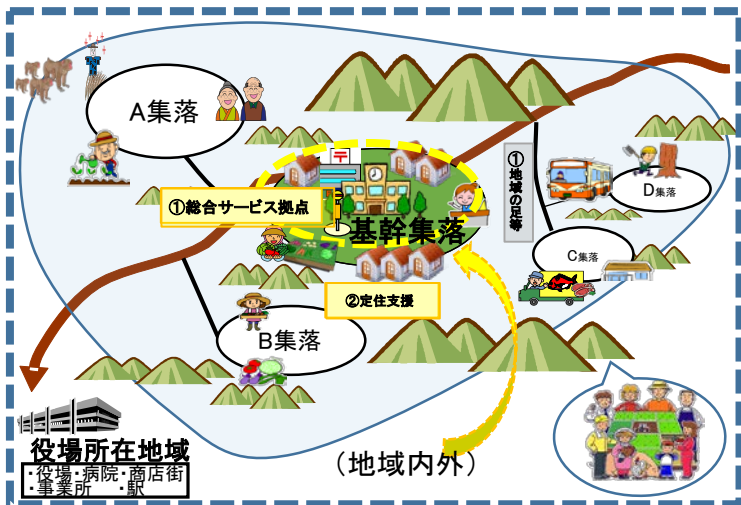 A集落
〒
①総合サービス拠点
基幹集落
①地域の足等
D集落
C集落
②定住支援
B集落
役場所在地域
・役場・病院・商店街
・事業所　・駅
（地域内外）